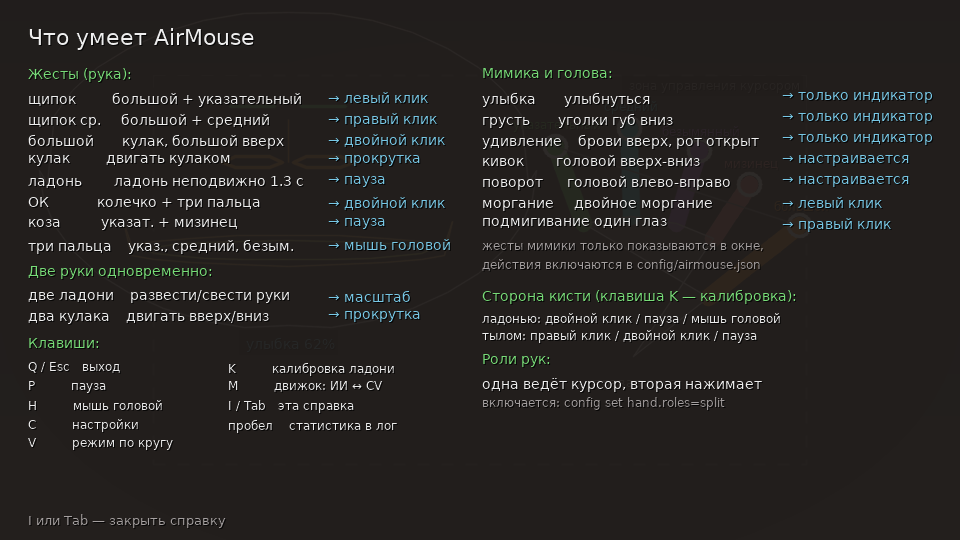 Что умеет AirMouse
Жесты (рука):
щипок большой + указательный → левый клик
щипок ср. большой + средний → правый клик
большой кулак, большой вверх → двойной клик
кулак двигать кулаком → прокрутка
ладонь ладонь неподвижно 1.3 с → пауза
ОК колечко + три пальца → двойной клик
коза указат. + мизинец → пауза
три пальца указ., средний, безым. → мышь головой
Две руки одновременно:
две ладони развести/свести руки → масштаб
два кулака двигать вверх/вниз → прокрутка
Клавиши:
Q / Esc выход
P пауза
H мышь головой
C настройки
V режим по кругу
K калибровка ладони
M движок: ИИ ↔ CV
I / Tab эта справка
пробел статистика в лог
Мимика и голова:
улыбка улыбнуться → только индикатор
грусть уголки губ вниз → только индикатор
удивление брови вверх, рот открыт → только индикатор
кивок головой вверх-вниз → настраивается
поворот головой влево-вправо → настраивается
моргание двойное моргание → левый клик
подмигивание один глаз → правый клик
жесты мимики только показываются в окне,
действия включаются в config/airmouse.json
Сторона кисти (клавиша K — калибровка):
ладонью: двойной клик / пауза / мышь головой
тылом: правый клик / двойной клик / пауза
Роли рук:
одна ведёт курсор, вторая нажимает
включается: config set hand.roles=split
улыбка 62%
I или Tab — закрыть справку